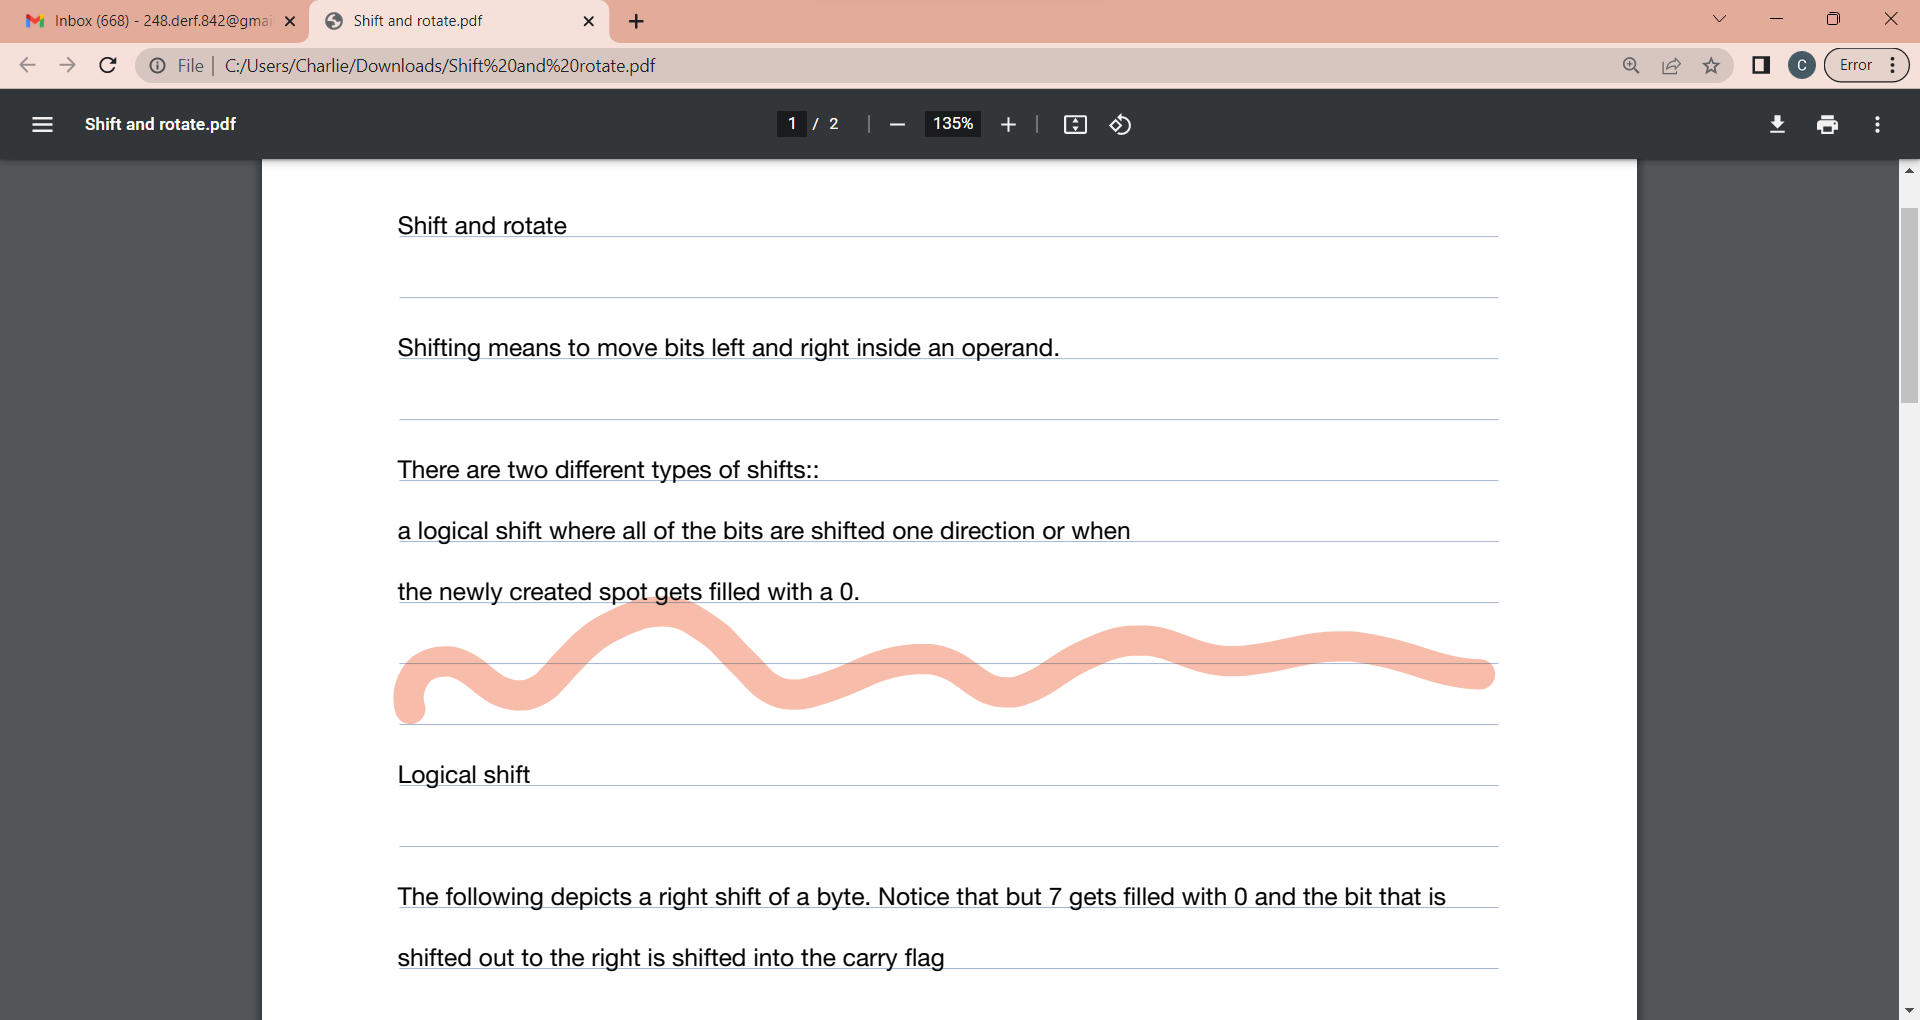 Inbox (668) - 248.derf.842@gmai
Shift and rotate.pdf
File
C:/Users/Charlie/Downloads/Shift%20and%20rotate.pdf
C
Error
Shift and rotate.pdf
1 / 2
135%
Shift and rotate
Shifting means to move bits left and right inside an operand.
There are two different types of shifts::
a logical shift where all of the bits are shifted one direction or when
the newly created spot gets filled with a 0.
Logical shift
The following depicts a right shift of a byte. Notice that but 7 gets filled with 0 and the bit that is
shifted out to the right is shifted into the carry flag